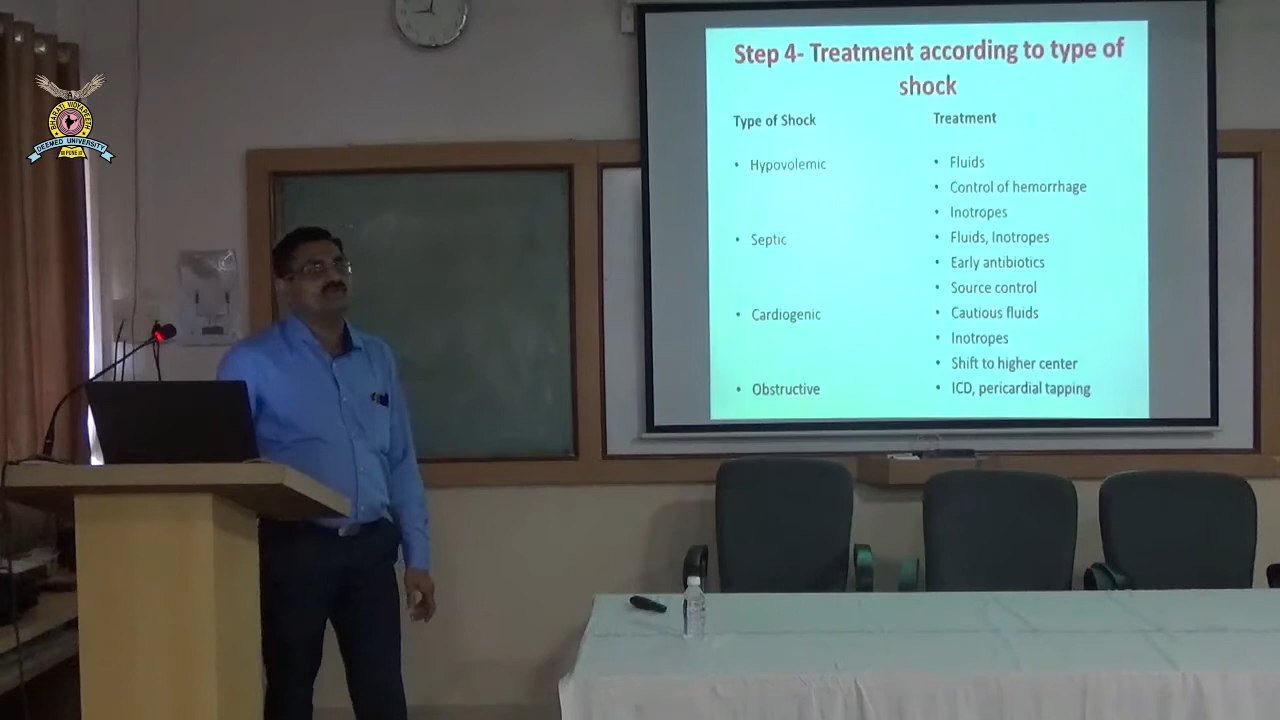 Step 4- Treatment according to type of
shock
Type of Shock
Treatment
• Hypovolemic
• Fluids
• Control of hemorrhage
• Inotropes
• Septic
• Fluids, Inotropes
• Early antibiotics
• Source control
• Cardiogenic
• Cautious fluids
• Inotropes
• Shift to higher center
• Obstructive
• ICD, pericardial tapping
BHARATI VIDYAPEETH
DEEMED UNIVERSITY